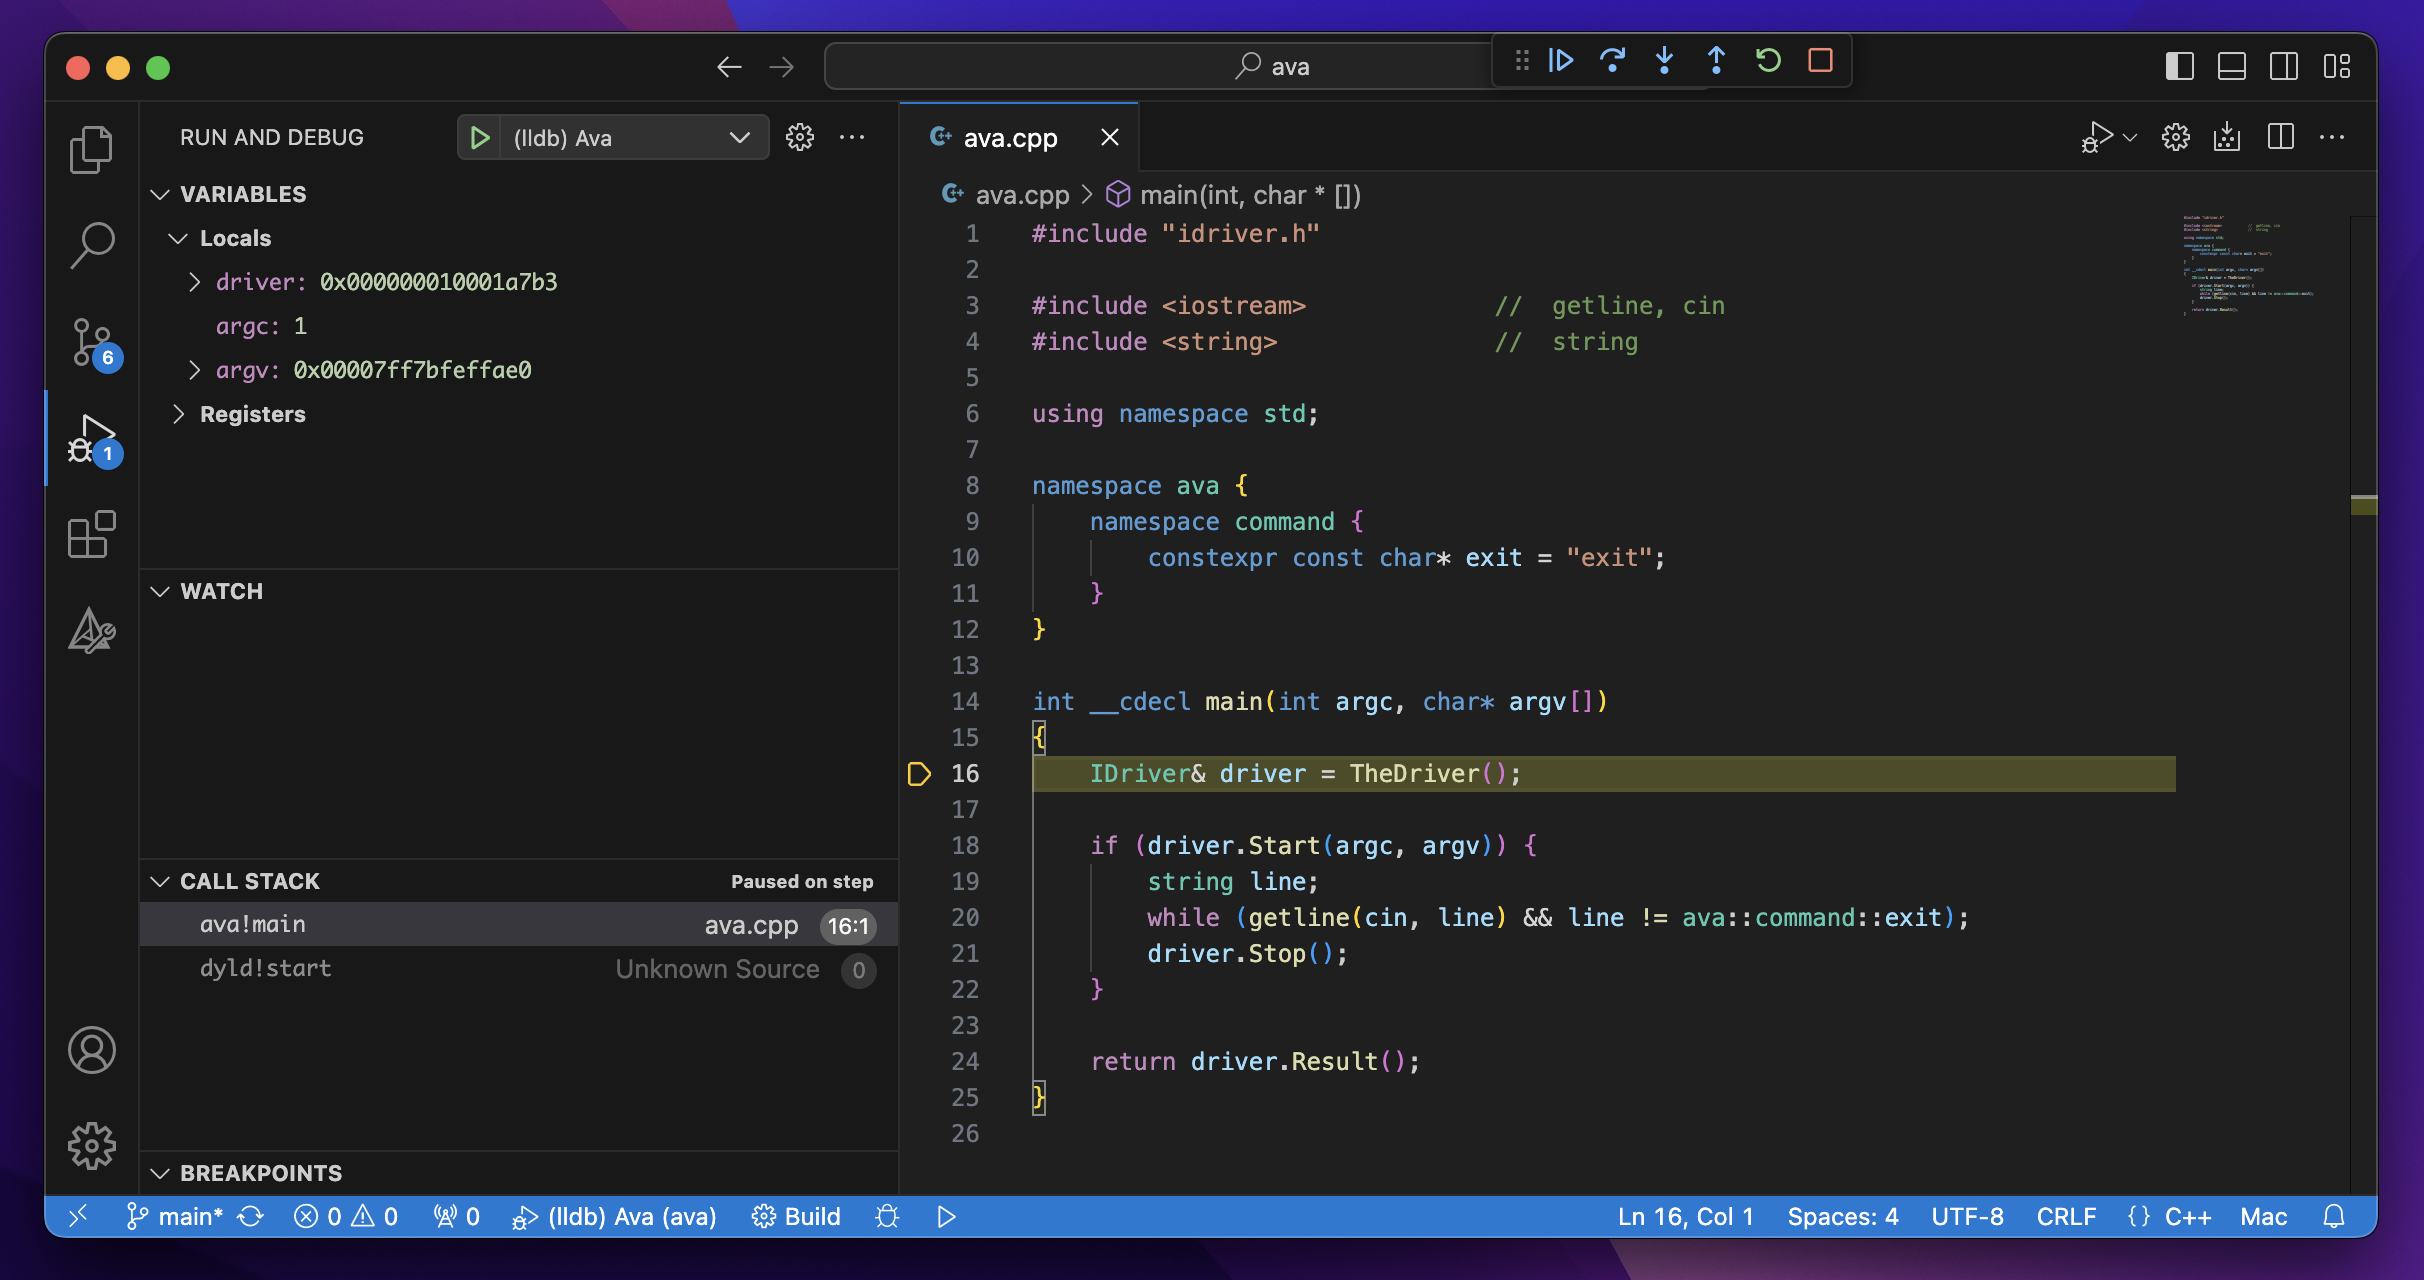 ava
RUN AND DEBUG
(lldb) Ava
VARIABLES
Locals
driver: 0x000000010001a7b3
argc: 1
argv: 0x00007ff7bfeffae0
Registers
6
1
WATCH
CALL STACK
Paused on step
ava!main
ava.cpp
16:1
dyld!start
Unknown Source
0
BREAKPOINTS
ava.cpp
ava.cpp > main(int, char * [])
1 #include "idriver.h"
2
3 #include <iostream>             //  getline, cin
4 #include <string>               //  string
5
6 using namespace std;
7
8 namespace ava {
9     namespace command {
10         constexpr const char* exit = "exit";
11     }
12 }
13
14 int __cdecl main(int argc, char* argv[])
15 {
16     IDriver& driver = TheDriver();
17
18     if (driver.Start(argc, argv)) {
19         string line;
20         while (getline(cin, line) && line != ava::command::exit);
21         driver.Stop();
22     }
23
24     return driver.Result();
25 }
26
main* 0 0 0 (lldb) Ava (ava) Build
Ln 16, Col 1 Spaces: 4 UTF-8 CRLF {} C++ Mac